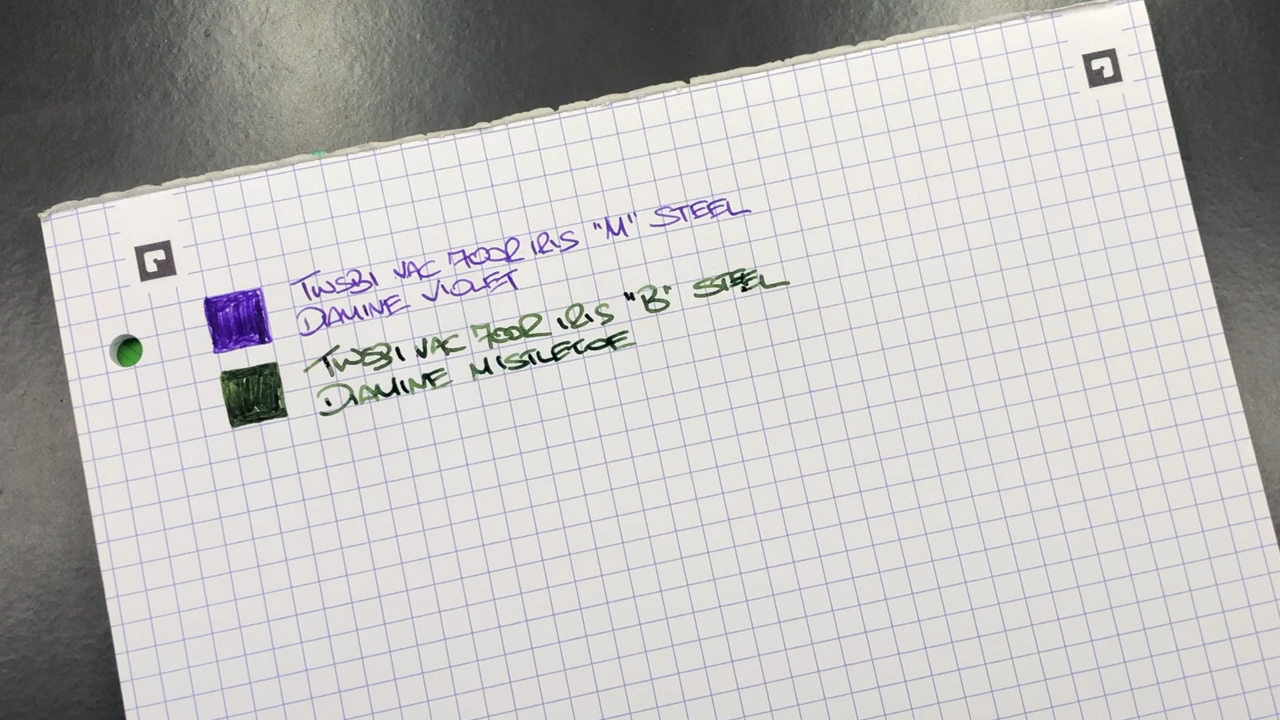 TWSBI VAC 700R IRIS "M" STEEL
DIAMINE VIOLET
TWSBI VAC 700R IRIS "B" STEEL
DIAMINE MISTLETOE